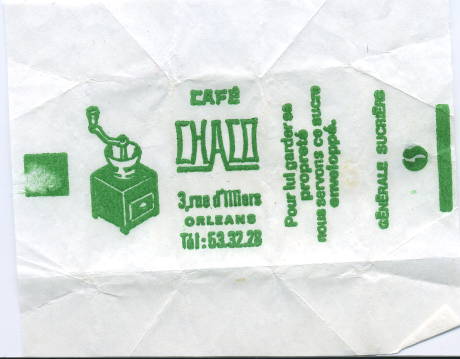 CAFÉ
CHACO
3, rue d'Illiers
ORLEANS
Tél : 53.32.28
Pour lui garder sa
propreté
nous servons ce sucre
enveloppé.
GÉNÉRALE SUCRIÈRE